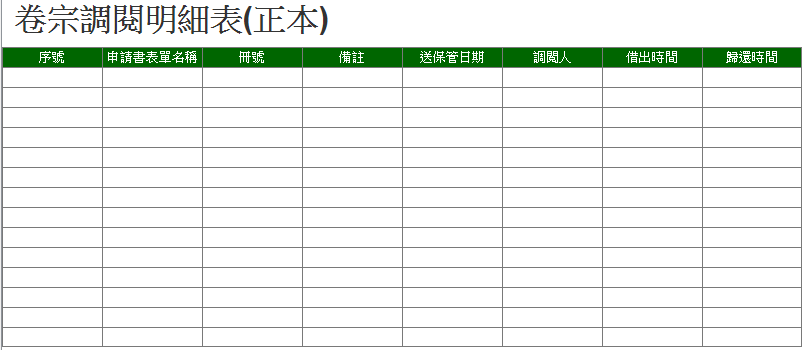 卷宗調閱明細表(正本)
序號 申請書表單名稱 冊號 備註 送保管日期 調閱人 借出時間 歸還時間